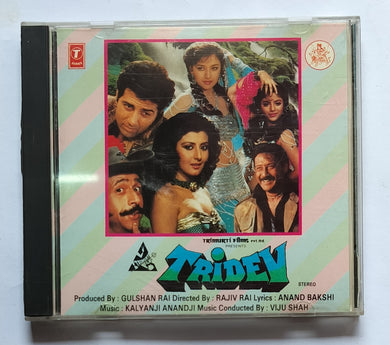 T
TRIMURTI FILMS PVT. LTD.
PRESENTS
TRIDEV
STEREO
Produced By : GULSHAN RAI Directed By : RAJIV RAI Lyrics : ANAND BAKSHI
Music : KALYANJI ANANDJI Music Conducted By : VIJU SHAH